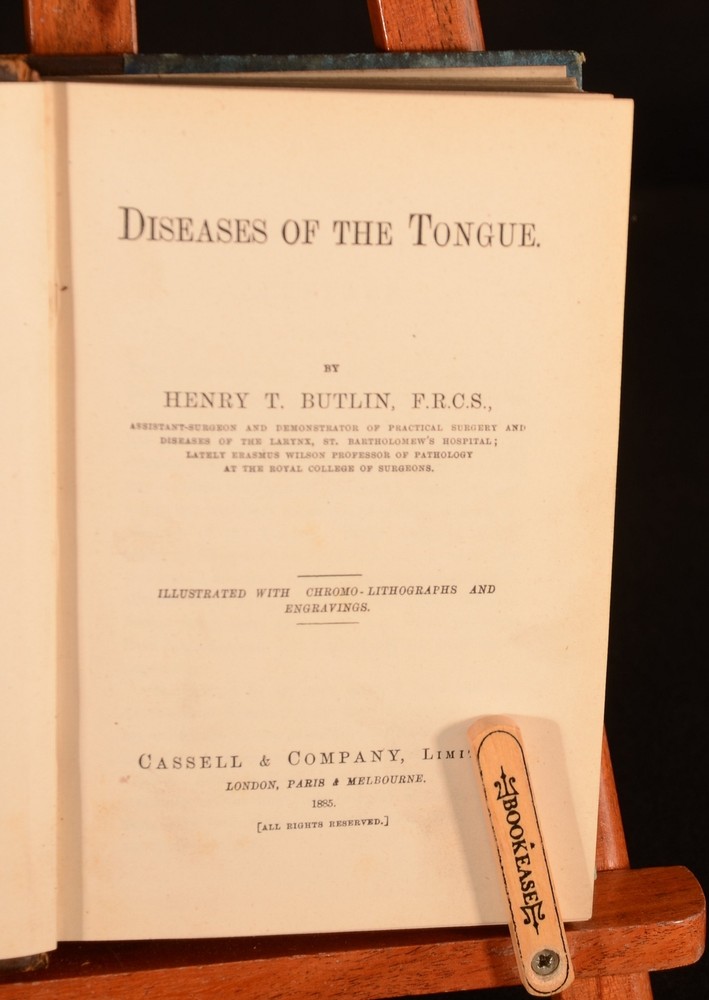 DISEASES OF THE TONGUE.
BY
HENRY T. BUTLIN, F.R.C.S.,
ASSISTANT-SURGEON AND DEMONSTRATOR OF PRACTICAL SURGERY AND
DISEASES OF THE LARYNX, ST. BARTHOLOMEW'S HOSPITAL;
LATELY ERASMUS WILSON PROFESSOR OF PATHOLOGY
AT THE ROYAL COLLEGE OF SURGEONS.
ILLUSTRATED WITH CHROMO-LITHOGRAPHS AND
ENGRAVINGS.
CASSELL & COMPANY,
LONDON, PARIS & MELBOURNE.
1885.
[ALL RIGHTS RESERVED.]
BOOKEASE